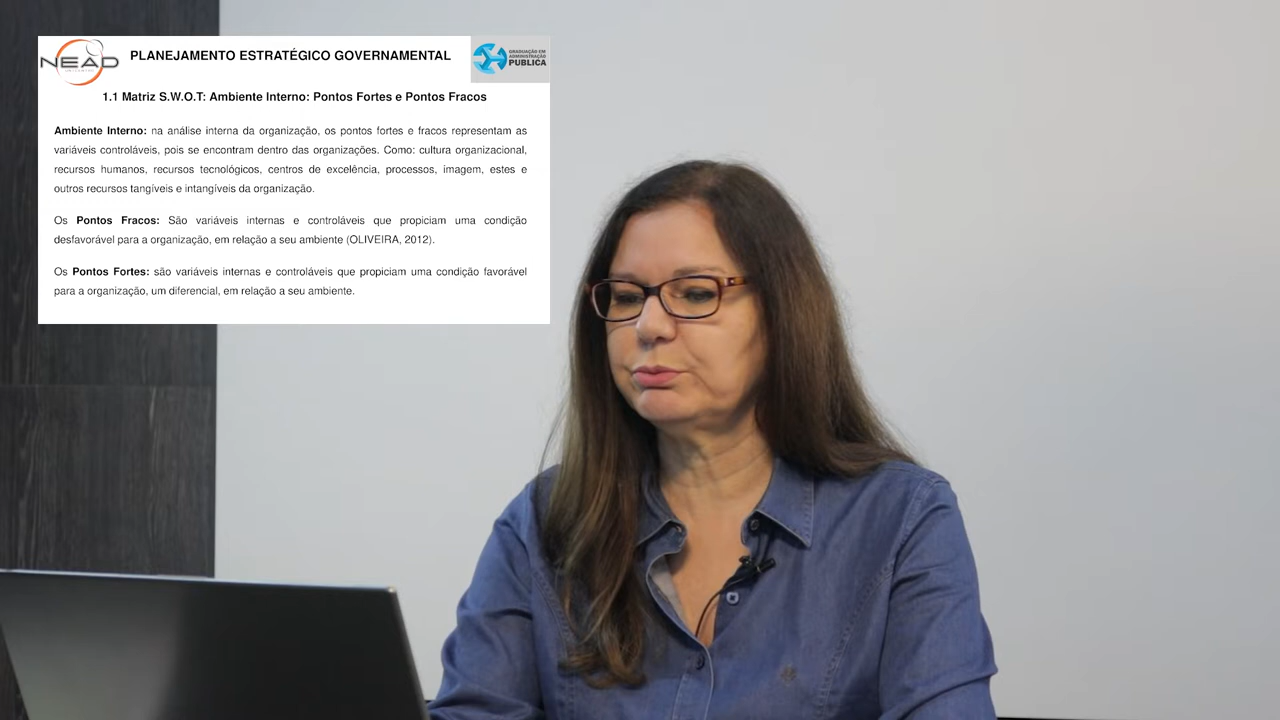 NEAD
PLANEJAMENTO ESTRATÉGICO GOVERNAMENTAL
GRADUAÇÃO EM
ADMINISTRAÇÃO
PÚBLICA
1.1 Matriz S.W.O.T: Ambiente Interno: Pontos Fortes e Pontos Fracos
Ambiente Interno: na análise interna da organização, os pontos fortes e fracos representam as
variáveis controláveis, pois se encontram dentro das organizações. Como: cultura organizacional,
recursos humanos, recursos tecnológicos, centros de excelência, processos, imagem, estes e
outros recursos tangíveis e intangíveis da organização.
Os Pontos Fracos: São variáveis internas e controláveis que propiciam uma condição
desfavorável para a organização, em relação a seu ambiente (OLIVEIRA, 2012).
Os Pontos Fortes: são variáveis internas e controláveis que propiciam uma condição favorável
para a organização, um diferencial, em relação a seu ambiente.